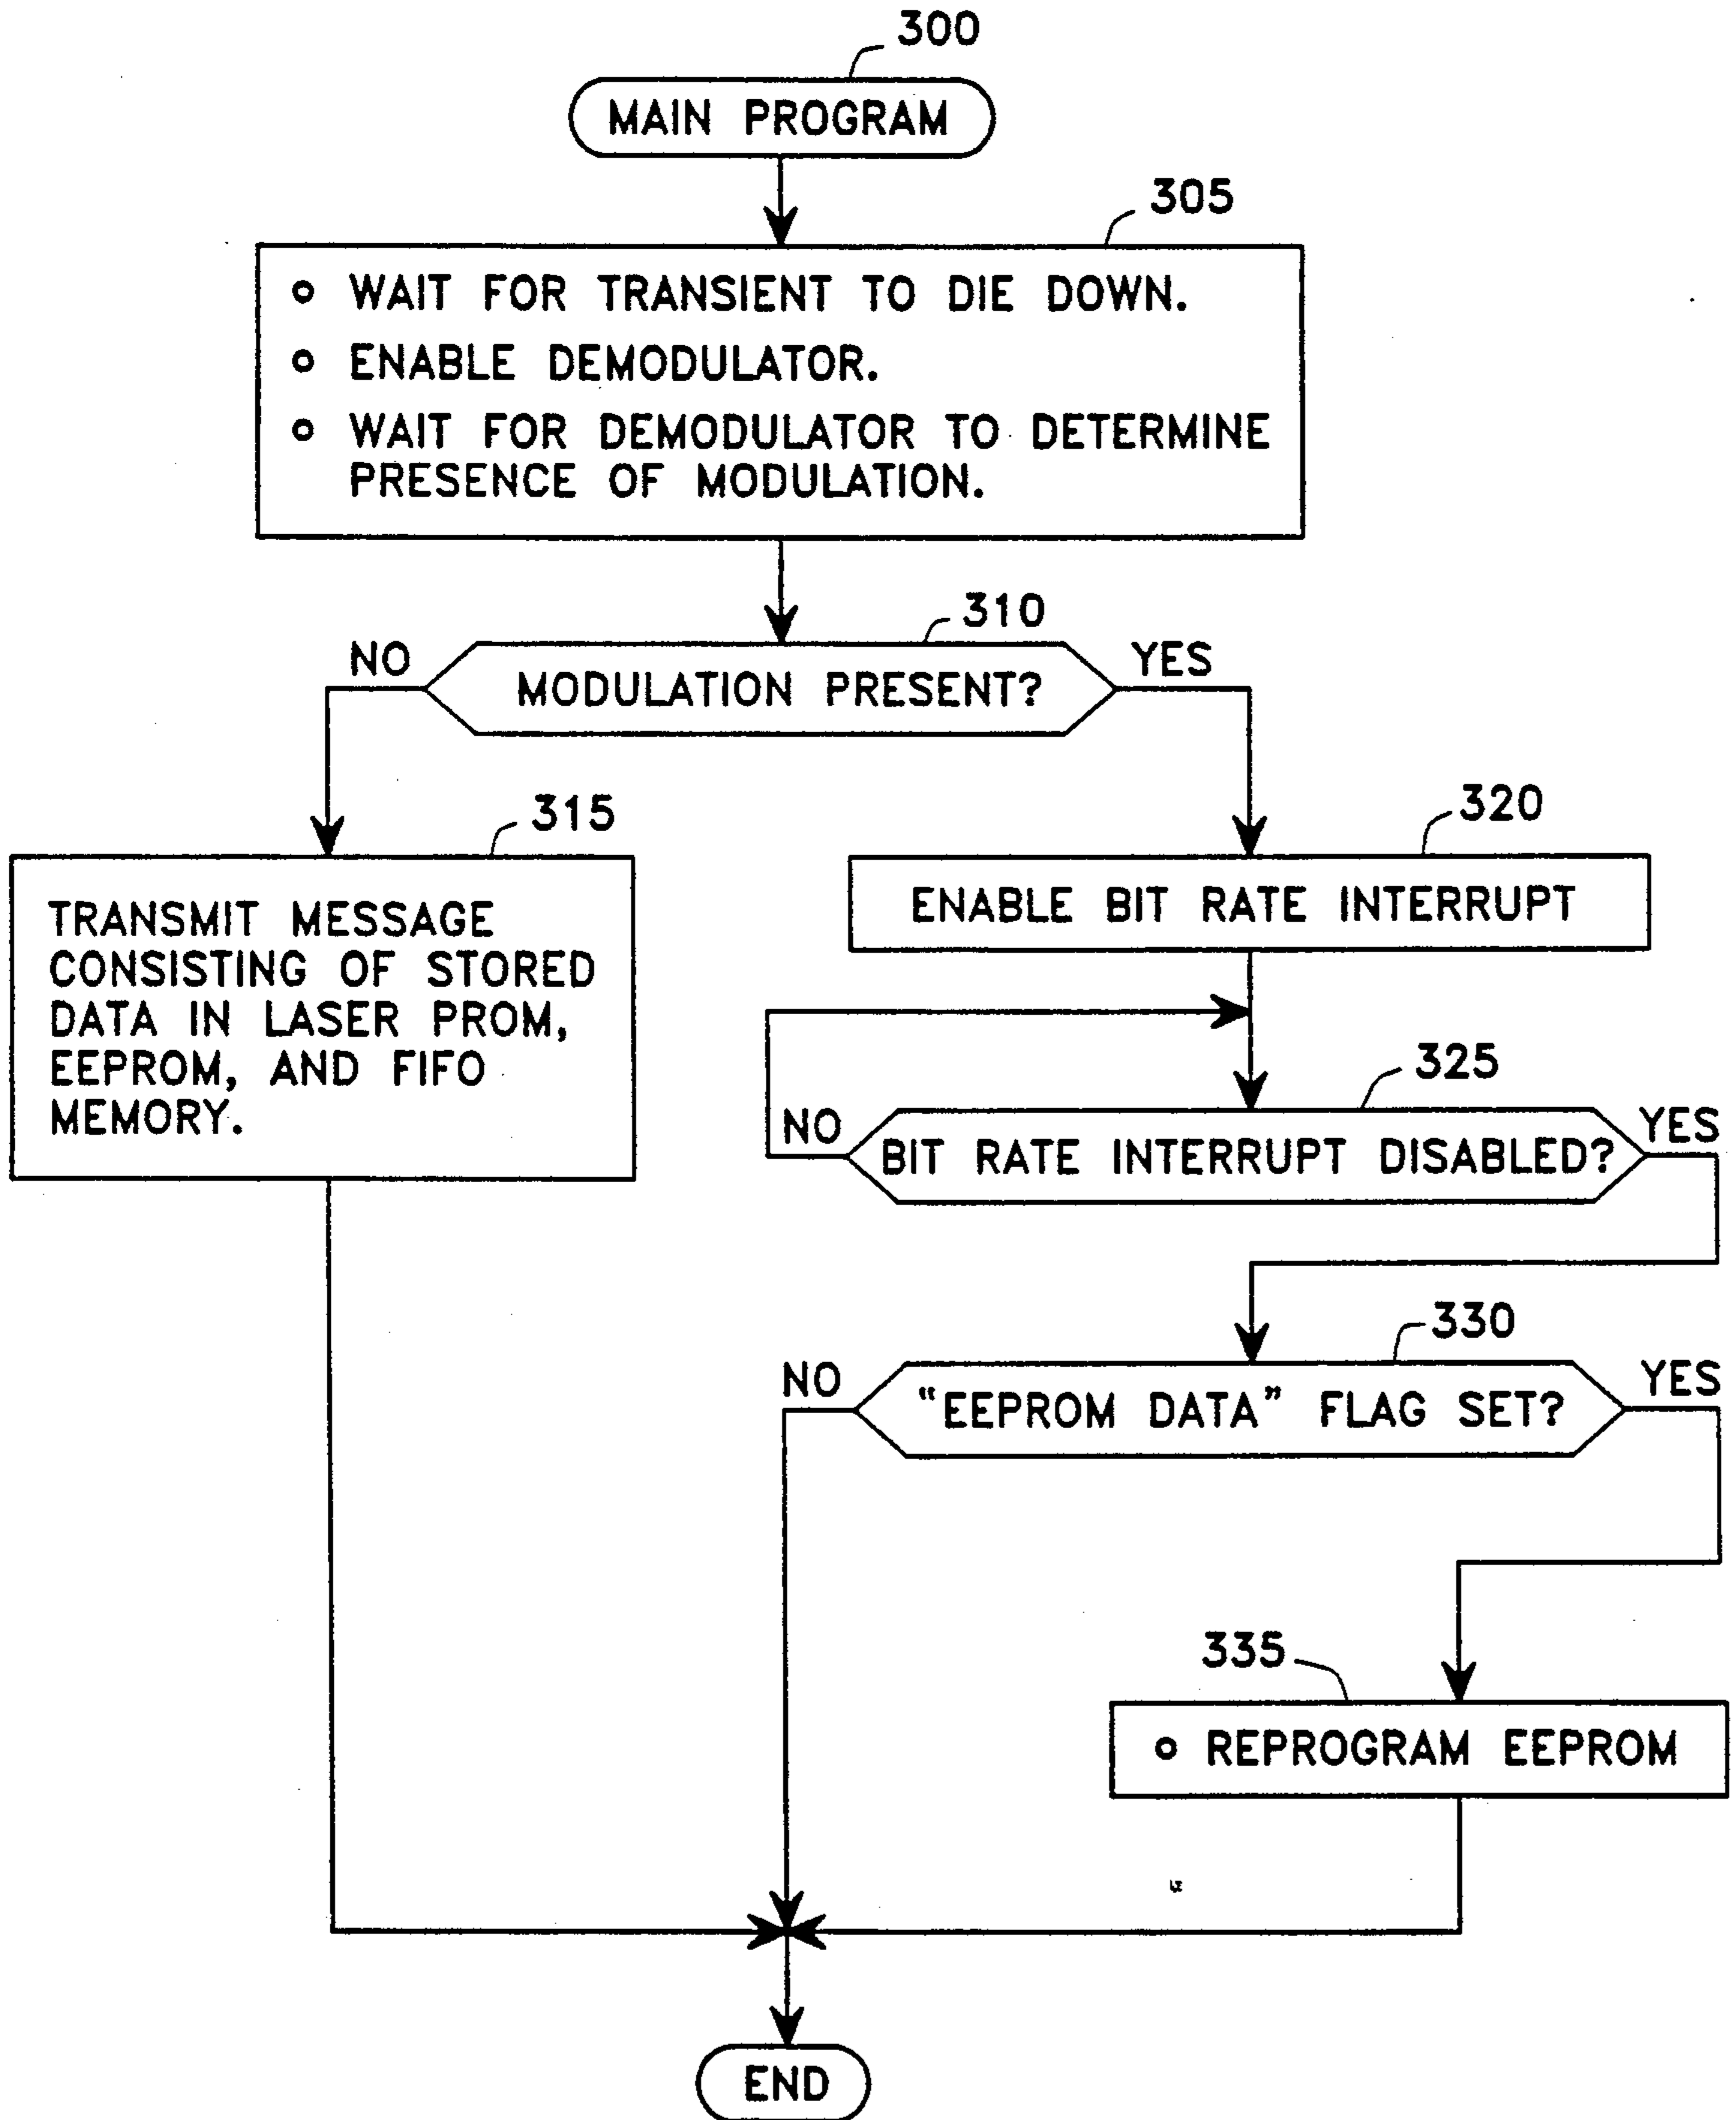 300
MAIN PROGRAM
305
o WAIT FOR TRANSIENT TO DIE DOWN.
o ENABLE DEMODULATOR.
o WAIT FOR DEMODULATOR TO DETERMINE
PRESENCE OF MODULATION.
310
NO
YES
MODULATION PRESENT?
315
TRANSMIT MESSAGE
CONSISTING OF STORED
DATA IN LASER PROM,
EEPROM, AND FIFO
MEMORY.
320
ENABLE BIT RATE INTERRUPT
325
NO
YES
BIT RATE INTERRUPT DISABLED?
330
NO
YES
“EEPROM DATA” FLAG SET?
335
o REPROGRAM EEPROM
END